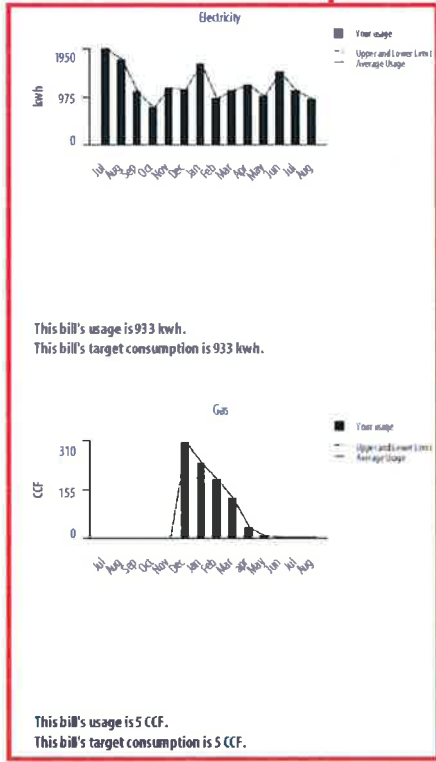 Electricity
Your usage
Upper and Lower Limit
Average Usage
1950
975
0
kwh
Jul Aug Sep Oct Nov Dec Jan Feb Mar Apr May Jun Jul Aug
This bill's usage is 933 kwh.
This bill's target consumption is 933 kwh.
Gas
Your usage
Upper and Lower Limit
Average Usage
310
155
0
CCF
Jul Aug Sep Oct Nov Dec Jan Feb Mar apr May Jun Jul Aug
This bill's usage is 5 CCF.
This bill's target consumption is 5 CCF.